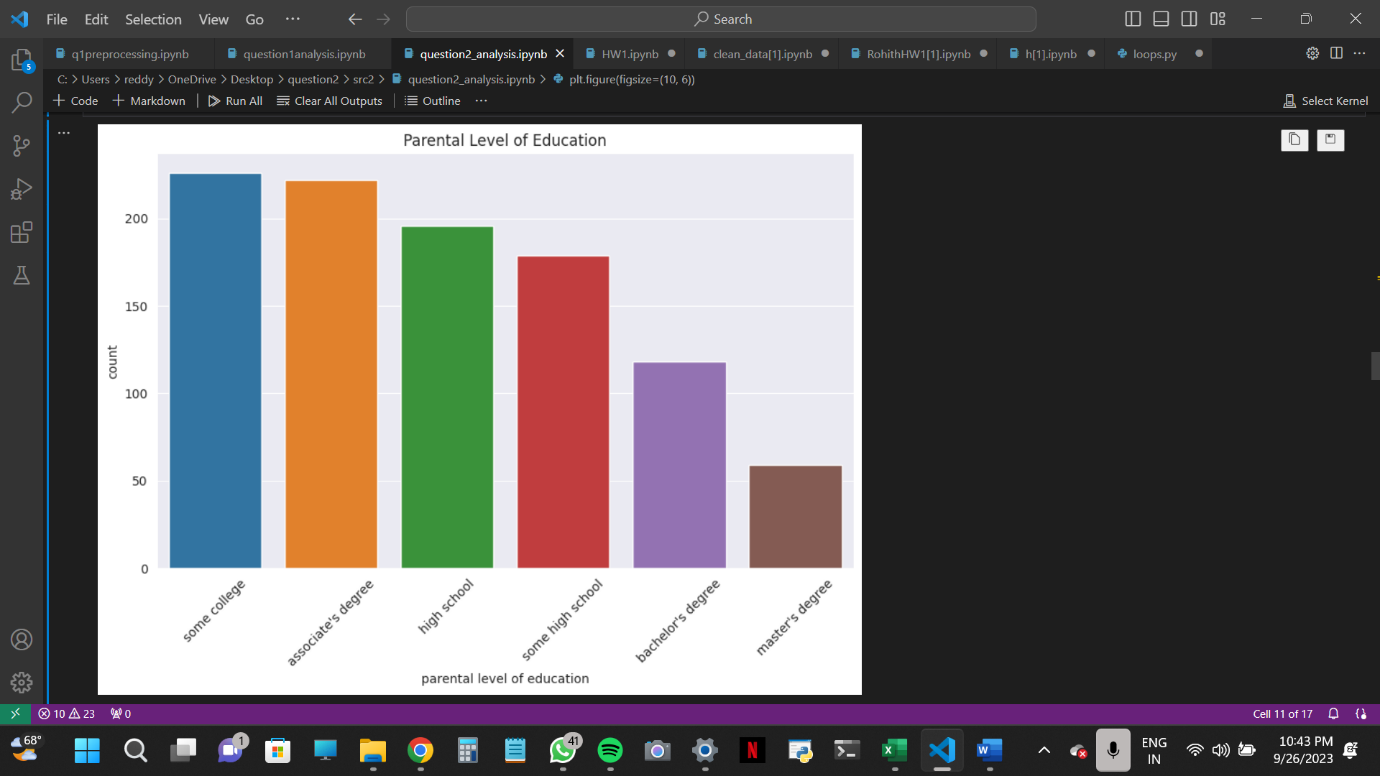 File Edit Selection View Go ··· Search
q1preprocessing.ipynb question1analysis.ipynb question2_analysis.ipynb HW1.ipynb clean_data[1].ipynb RohithHW1[1].ipynb h[1].ipynb loops.py
C: > Users > reddy > OneDrive > Desktop > question2 > src2 > question2_analysis.ipynb > plt.figure(figsize=(10, 6))
+ Code + Markdown Run All Clear All Outputs Outline ··· Select Kernel
5
Parental Level of Education
200
150
100
50
0
count
some college
associate's degree
high school
some high school
bachelor's degree
master's degree
parental level of education
10 23 0 Cell 11 of 17
68°
1
41
N
ENG
IN
10:43 PM
9/26/2023